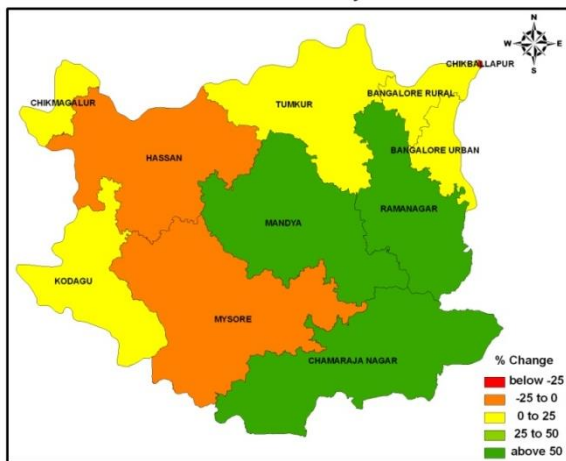 N
W E
S
CHIKBALLAPUR
CHIKMAGALUR
BANGALORE RURAL
TUMKUR
BANGALORE URBAN
HASSAN
RAMANAGAR
MANDYA
KODAGU
MYSORE
CHAMARAJA NAGAR
% Change
below -25
-25 to 0
0 to 25
25 to 50
above 50